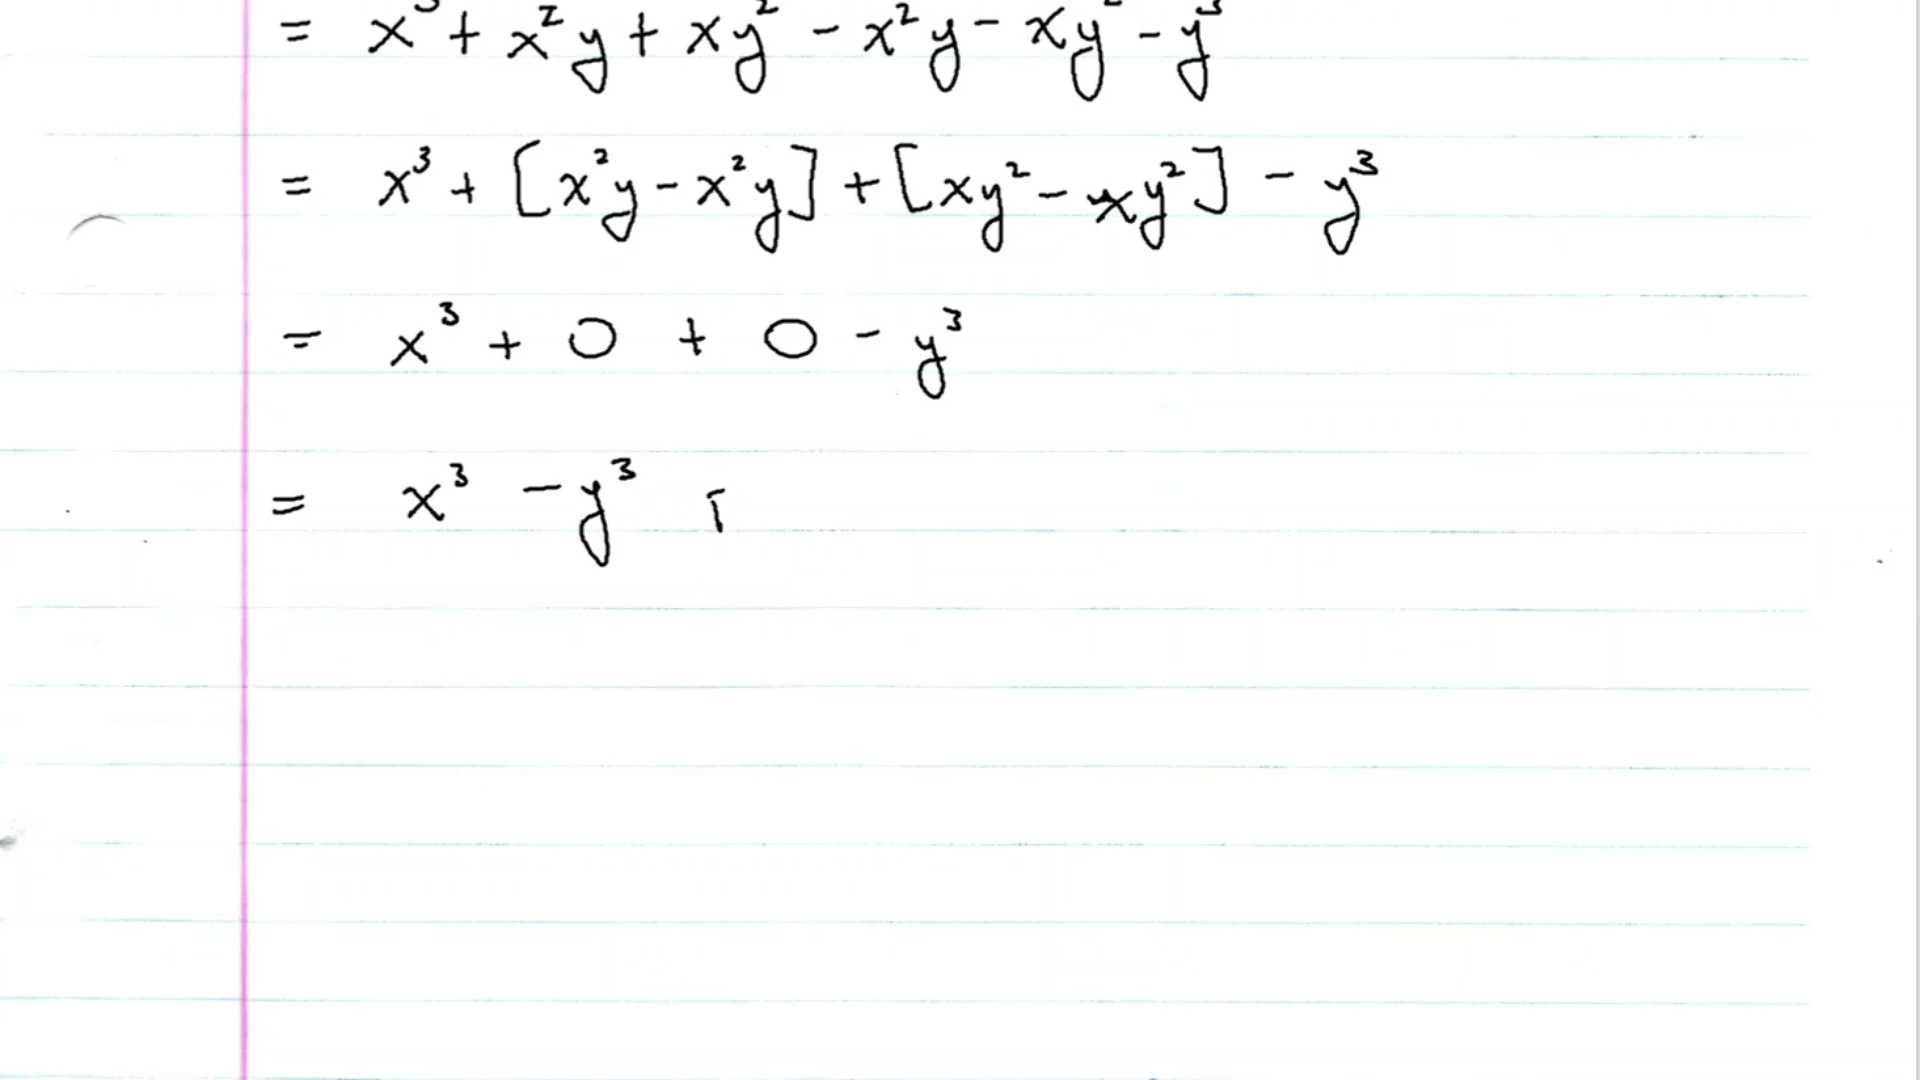 = x³ + x²y + xy² - x²y - xy² - y³
= x³ + [x²y - x²y] + [xy² - xy²] - y³
= x³ + 0 + 0 - y³
= x³ - y³